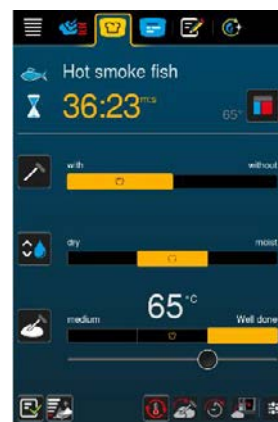 Hot smoke fish
36:23 m:s
65°
with without
dry moist
65 °C
medium Well done